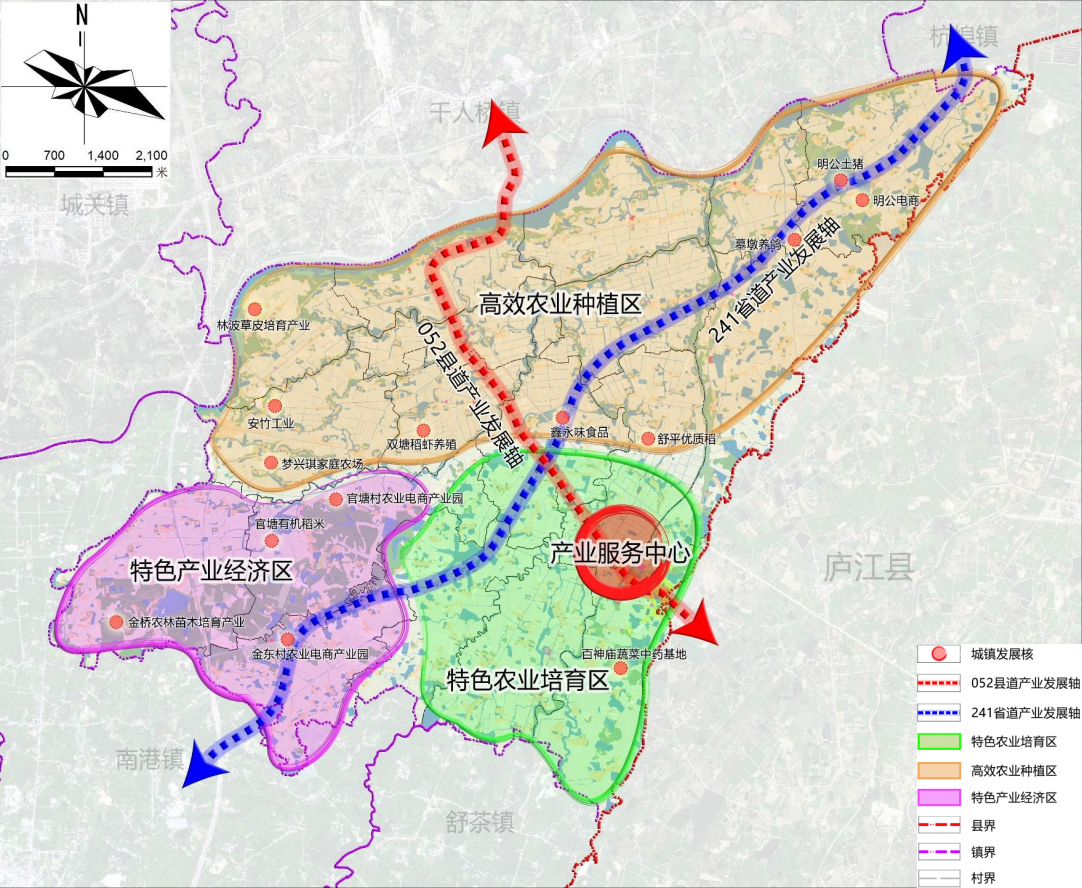 N
0 700 1,400 2,100
米
杭埠镇
千人桥镇
城关镇
明公土猪
明公电商
墓墩养鸽
241省道产业发展轴
高效农业种植区
052县道产业发展轴
林波草皮培育产业
安竹工业
双塘稻虾养殖
鑫永味食品
舒平优质稻
梦兴琪家庭农场
官塘村农业电商产业园
官塘有机稻米
特色产业经济区
产业服务中心
庐江县
金桥农林苗木培育产业
金东村农业电商产业园
百神庙蔬菜中药基地
特色农业培育区
南港镇
舒茶镇
城镇发展核
052县道产业发展轴
241省道产业发展轴
特色农业培育区
高效农业种植区
特色产业经济区
县界
镇界
村界